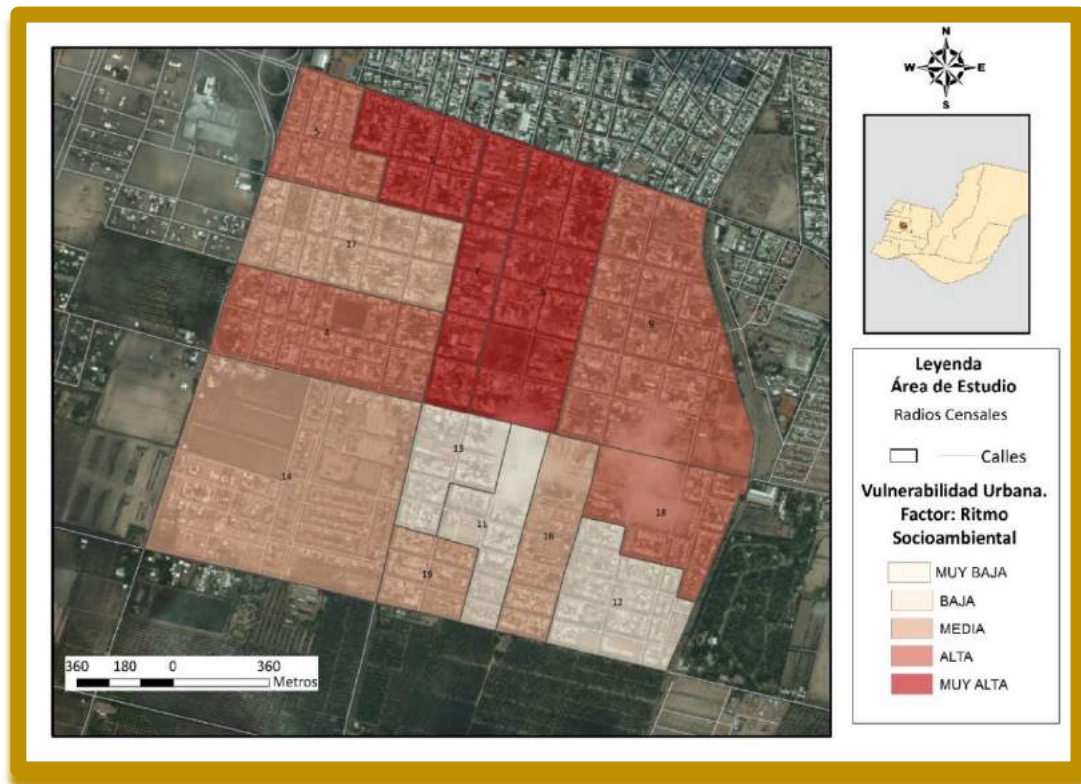 N
W E
S
5
17
9
14
13
11
18
16
19
12
Leyenda
Área de Estudio
Radios Censales
Calles
Vulnerabilidad Urbana.
Factor: Ritmo
Socioambiental
MUY BAJA
BAJA
MEDIA
ALTA
MUY ALTA
360 180 0 360
Metros